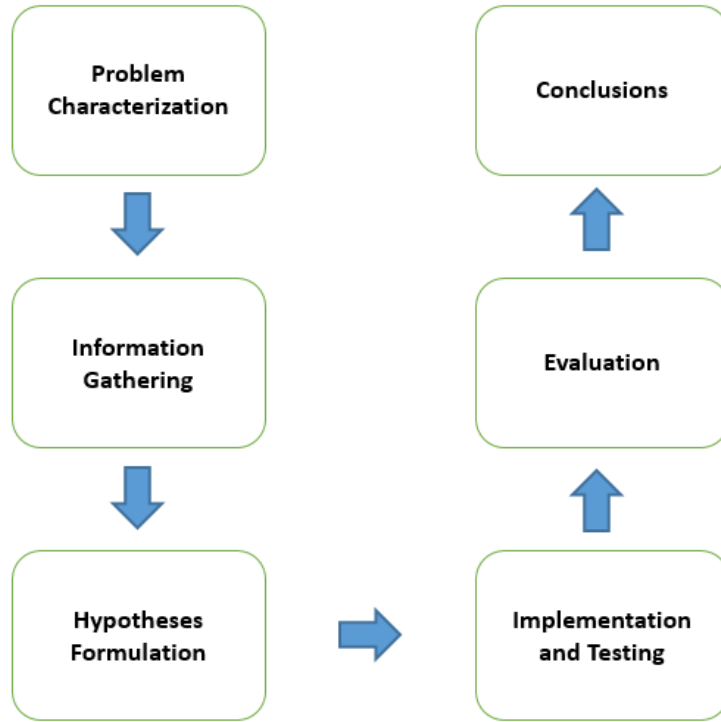 Problem
Characterization
Information
Gathering
Hypotheses
Formulation
Implementation
and Testing
Evaluation
Conclusions